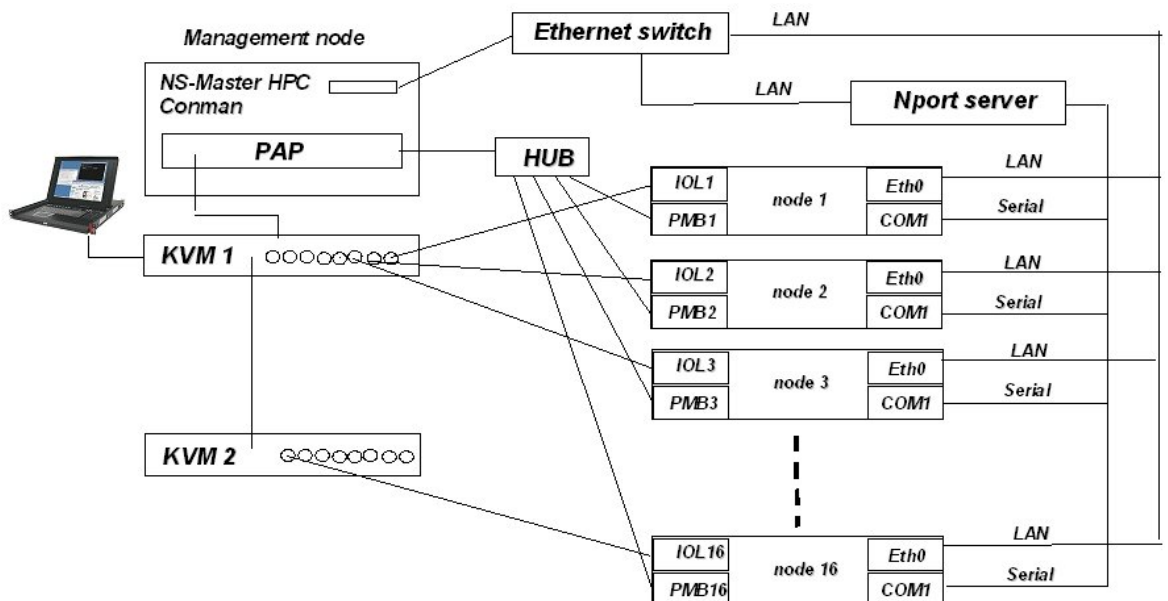 LAN
Ethernet switch
Management node
NS-Master HPC
Conman
LAN
Nport server
PAP
HUB
LAN
IOL1
node 1
Eth0
PMB1
COM1
Serial
KVM 1
LAN
IOL2
node 2
Eth0
PMB2
COM1
Serial
LAN
IOL3
node 3
Eth0
PMB3
COM1
Serial
KVM 2
LAN
IOL16
node 16
Eth0
PMB16
COM1
Serial